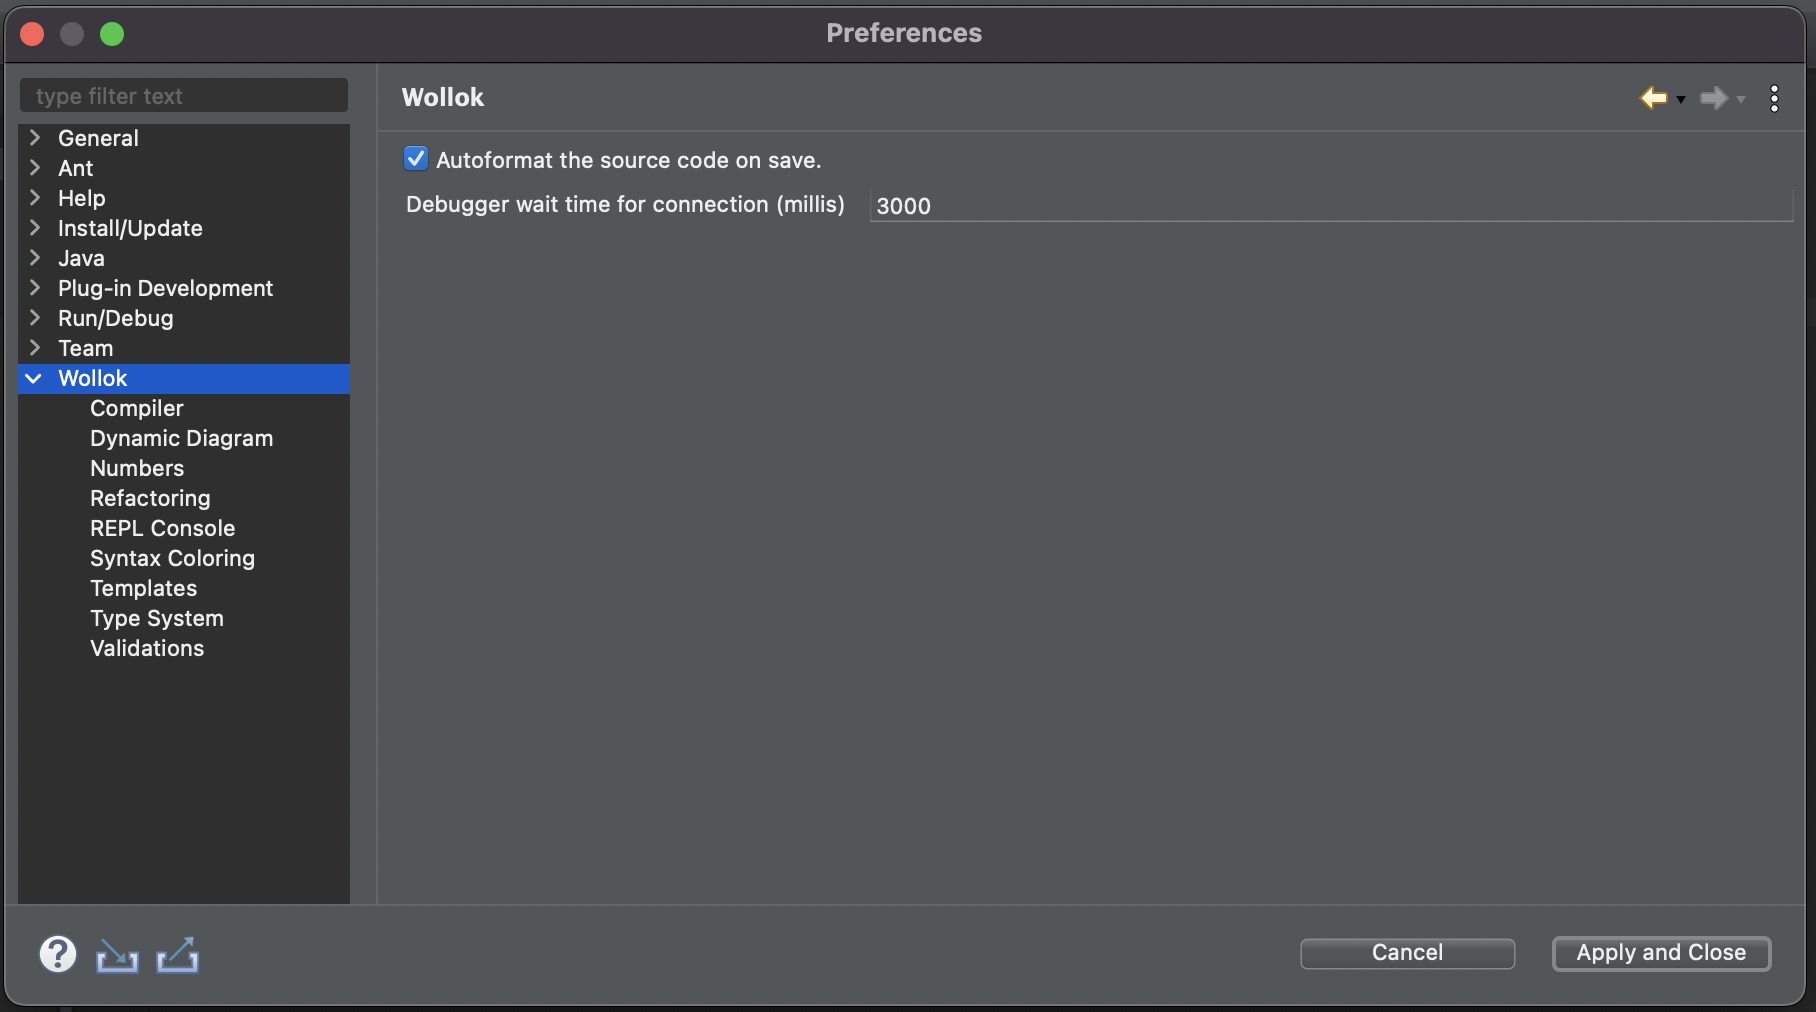 Preferences
type filter text
General
Ant
Help
Install/Update
Java
Plug-in Development
Run/Debug
Team
Wollok
Compiler
Dynamic Diagram
Numbers
Refactoring
REPL Console
Syntax Coloring
Templates
Type System
Validations
Wollok
Autoformat the source code on save.
Debugger wait time for connection (millis) 3000
?
Cancel
Apply and Close